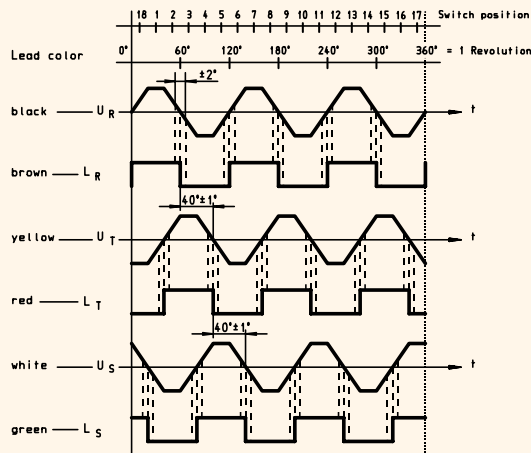 18 1 2 3 4 5 6 7 8 9 10 11 12 13 14 15 16 17 Switch position
Lead color 0° 60° 120° 180° 240° 300° 360° = 1 Revolution
±2°
black U R t
brown L R
40°±1°
yellow U T t
red L T
40°±1°
white U S t
green L S